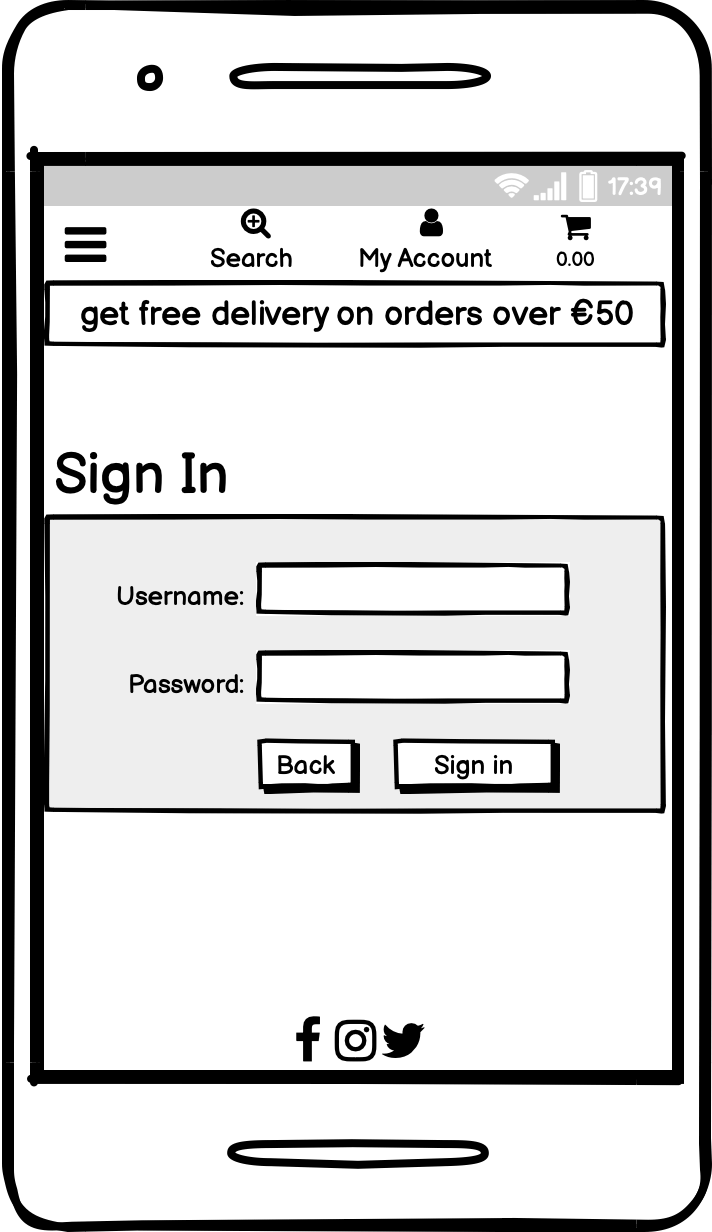 17:39
Search My Account 0.00
get free delivery on orders over €50
Sign In
Username:
Password:
Back Sign in